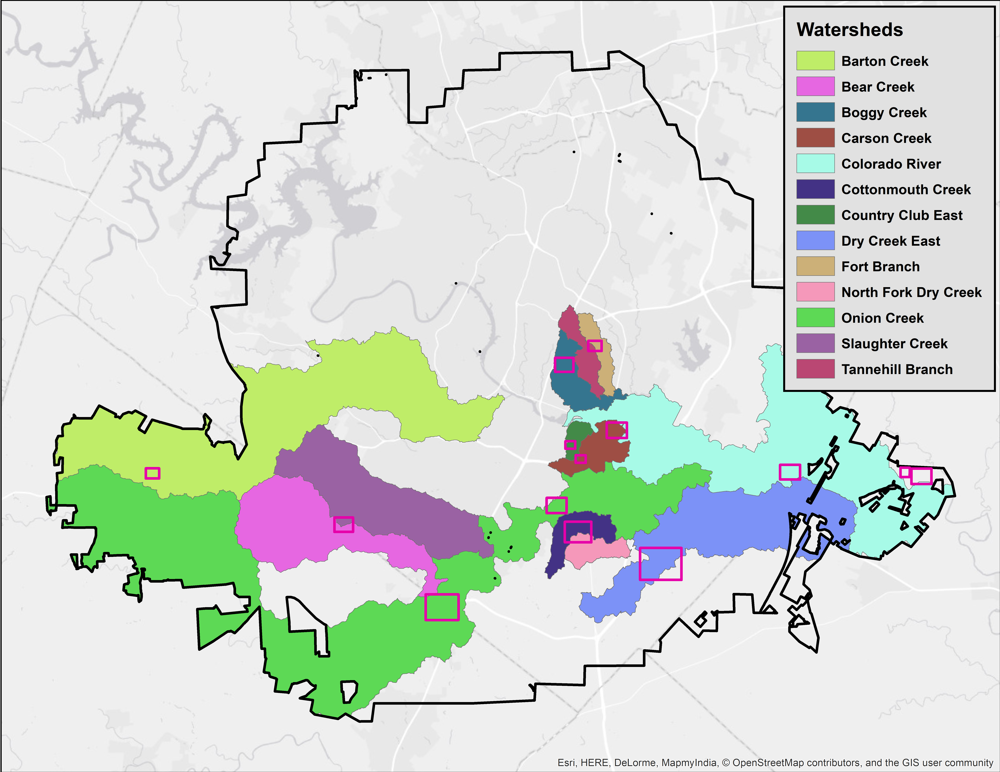 Watersheds
Barton Creek
Bear Creek
Boggy Creek
Carson Creek
Colorado River
Cottonmouth Creek
Country Club East
Dry Creek East
Fort Branch
North Fork Dry Creek
Onion Creek
Slaughter Creek
Tannehill Branch
Esri, HERE, DeLorme, MapmyIndia, © OpenStreetMap contributors, and the GIS user community